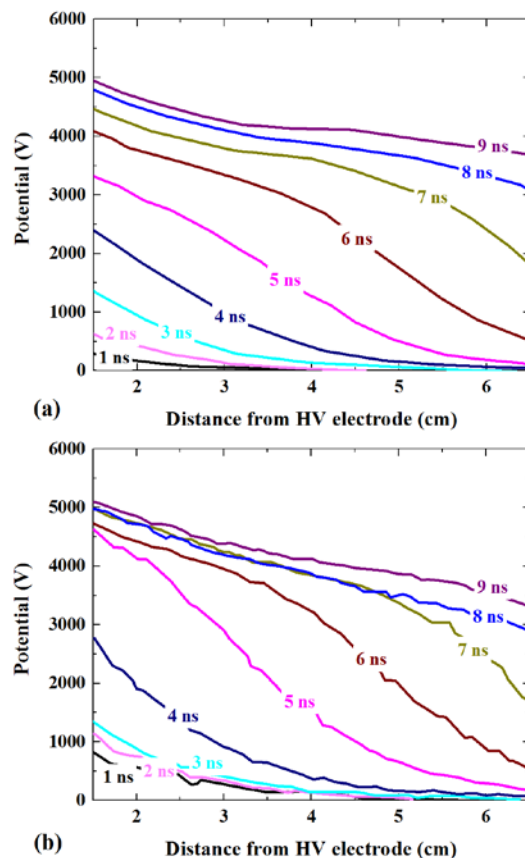 6000
5000
4000
3000
2000
1000
0
Potential (V)
9 ns
8 ns
7 ns
6 ns
5 ns
4 ns
3 ns
2 ns
1 ns
2 3 4 5 6
(a)
Distance from HV electrode (cm)
6000
5000
4000
3000
2000
1000
0
Potential (V)
9 ns
8 ns
7 ns
6 ns
5 ns
4 ns
3 ns
2 ns
1 ns
2 3 4 5 6
(b)
Distance from HV electrode (cm)